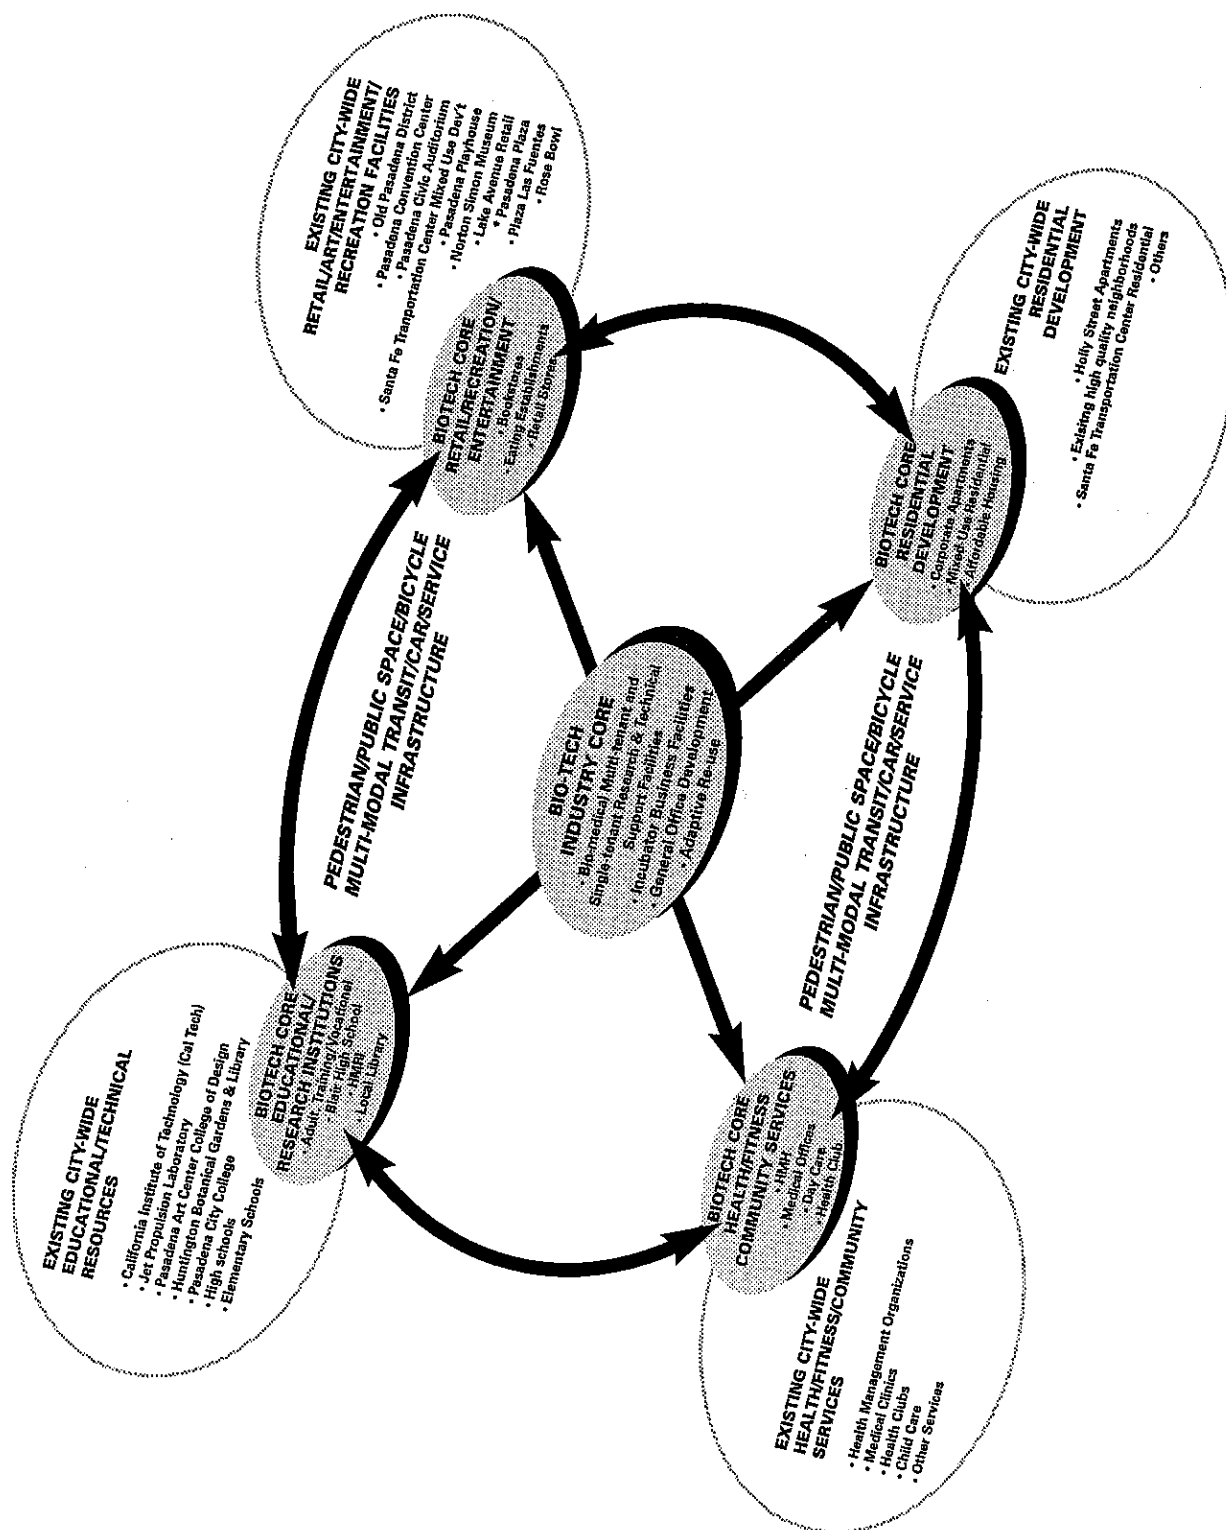 EXISTING CITY-WIDE
EDUCATIONAL/TECHNICAL
RESOURCES
• California Institute of Technology (Cal Tech)
• Jet Propulsion Laboratory
• Pasadena Art Center College of Design
• Huntington Botanical Gardens & Library
• Pasadena City College
• High schools
• Elementary Schools
BIOTECH CORE
EDUCATIONAL/
RESEARCH INSTITUTIONS
• Adult, Training/Vocational
• Blair High School
• HMRI
• Local Library
EXISTING CITY-WIDE
RETAIL/ART/ENTERTAINMENT/
RECREATION FACILITIES
• Old Pasadena District
• Pasadena Convention Center
• Pasadena Civic Auditorium
• Santa Fe Tranportation Center Mixed Use Dev't
• Pasadena Playhouse
• Norton Simon Museum
• Lake Avenue Retail
• Pasadena Plaza
• Plaza Las Fuentes
• Rose Bowl
BIOTECH CORE
RETAIL/RECREATION/
ENTERTAINMENT
• Bookstores
• Eating Establishments
• Retail Stores
PEDESTRIAN/PUBLIC SPACE/BICYCLE
MULTI-MODAL TRANSIT/CAR/SERVICE
INFRASTRUCTURE
BIO-TECH
INDUSTRY CORE
• Bio-medical Multi-tenant and
Single-tenant Research & Technical
Support Facilities
• Incubator Business Facilities
• General Office Development
• Adaptive Re-use
PEDESTRIAN/PUBLIC SPACE/BICYCLE
MULTI-MODAL TRANSIT/CAR/SERVICE
INFRASTRUCTURE
BIOTECH CORE
HEALTH/FITNESS
COMMUNITY SERVICES
• HMH
• Medical Offices
• Day Care
• Health Club
EXISTING CITY-WIDE
HEALTH/FITNESS/COMMUNITY
SERVICES
• Health Management Organizations
• Medical Clinics
• Health Clubs
• Child Care
• Other Services
BIOTECH CORE
RESIDENTIAL
DEVELOPMENT
• Corporate Apartments
• Mixed Use Residential
• Affordable Housing
EXISTING CITY-WIDE
RESIDENTIAL
DEVELOPMENT
• Holly Street Apartments
• Exisitng high quality neighborhoods
• Santa Fe Transportation Center Residential
• Others